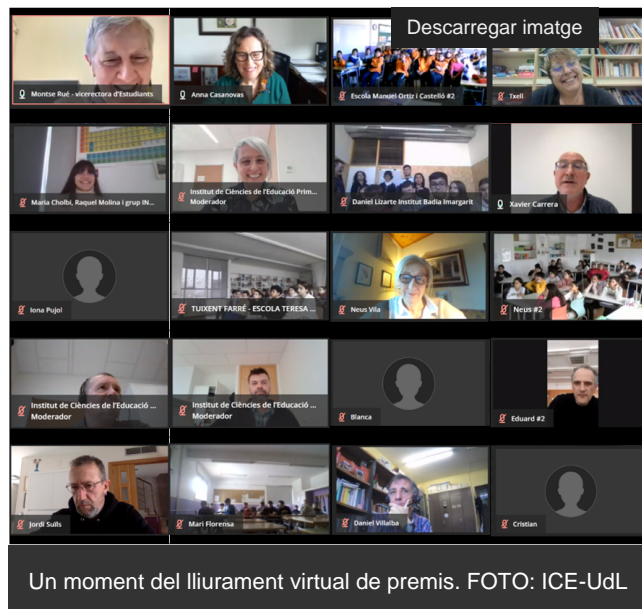 Descarregar imatge
Montse Rué - vicerectora d'Estudiants
Anna Casanovas
Escola Manuel Ortiz i Castelló #2
Txell
Maria Cholbi, Raquel Molina i grup IN...
Institut de Ciències de l'Educació Prim...
Moderador
Daniel Lizarte Institut Badia Imargarit
Xavier Carrera
Iona Pujol
TUIXENT FARRÉ - ESCOLA TERESA ...
Neus Vila
Neus #2
Institut de Ciències de l'Educació ...
Moderador
Institut de Ciències de l'Educació ...
Moderador
Blanca
Eduard #2
Jordi Suïls
Mari Florensa
Daniel Villalba
Cristian
Un moment del lliurament virtual de premis. FOTO: ICE-UdL